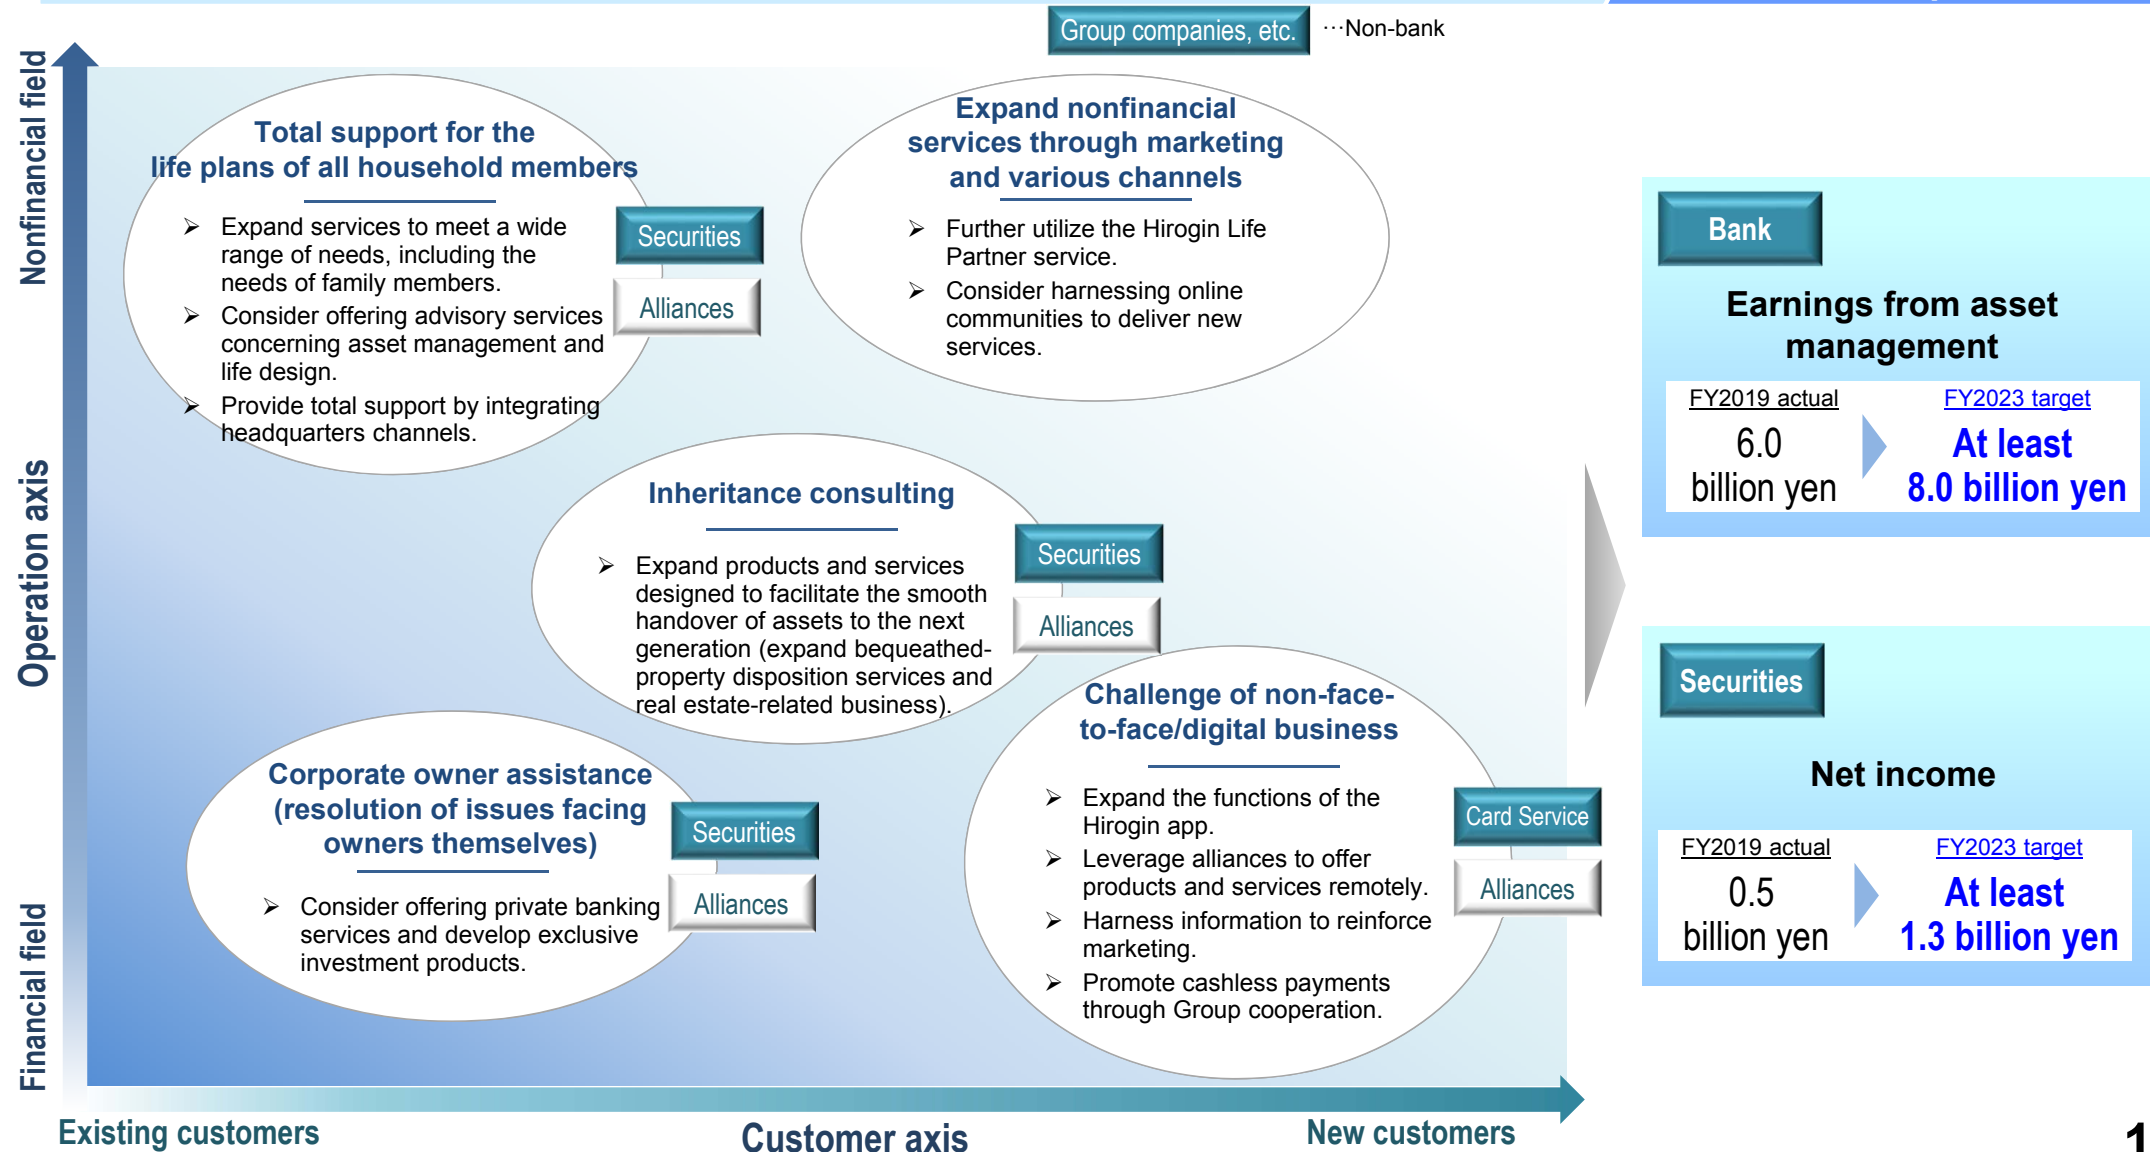 Group companies, etc.
…Non-bank
Nonfinancial field
Operation axis
Financial field
Total support for the
life plans of all household members
➢ Expand services to meet a wide
range of needs, including the
needs of family members.
➢ Consider offering advisory services
concerning asset management and
life design.
➢ Provide total support by integrating
headquarters channels.
Securities
Alliances
Expand nonfinancial
services through marketing
and various channels
➢ Further utilize the Hirogin Life
Partner service.
➢ Consider harnessing online
communities to deliver new
services.
Inheritance consulting
➢ Expand products and services
designed to facilitate the smooth
handover of assets to the next
generation (expand bequeathed-
property disposition services and
real estate-related business).
Securities
Alliances
Corporate owner assistance
(resolution of issues facing
owners themselves)
➢ Consider offering private banking
services and develop exclusive
investment products.
Securities
Alliances
Challenge of non-face-
to-face/digital business
➢ Expand the functions of the
Hirogin app.
➢ Leverage alliances to offer
products and services remotely.
➢ Harness information to reinforce
marketing.
➢ Promote cashless payments
through Group cooperation.
Card Service
Alliances
Existing customers
Customer axis
New customers
Bank
Earnings from asset
management
FY2019 actual
6.0
billion yen
FY2023 target
At least
8.0 billion yen
Securities
Net income
FY2019 actual
0.5
billion yen
FY2023 target
At least
1.3 billion yen